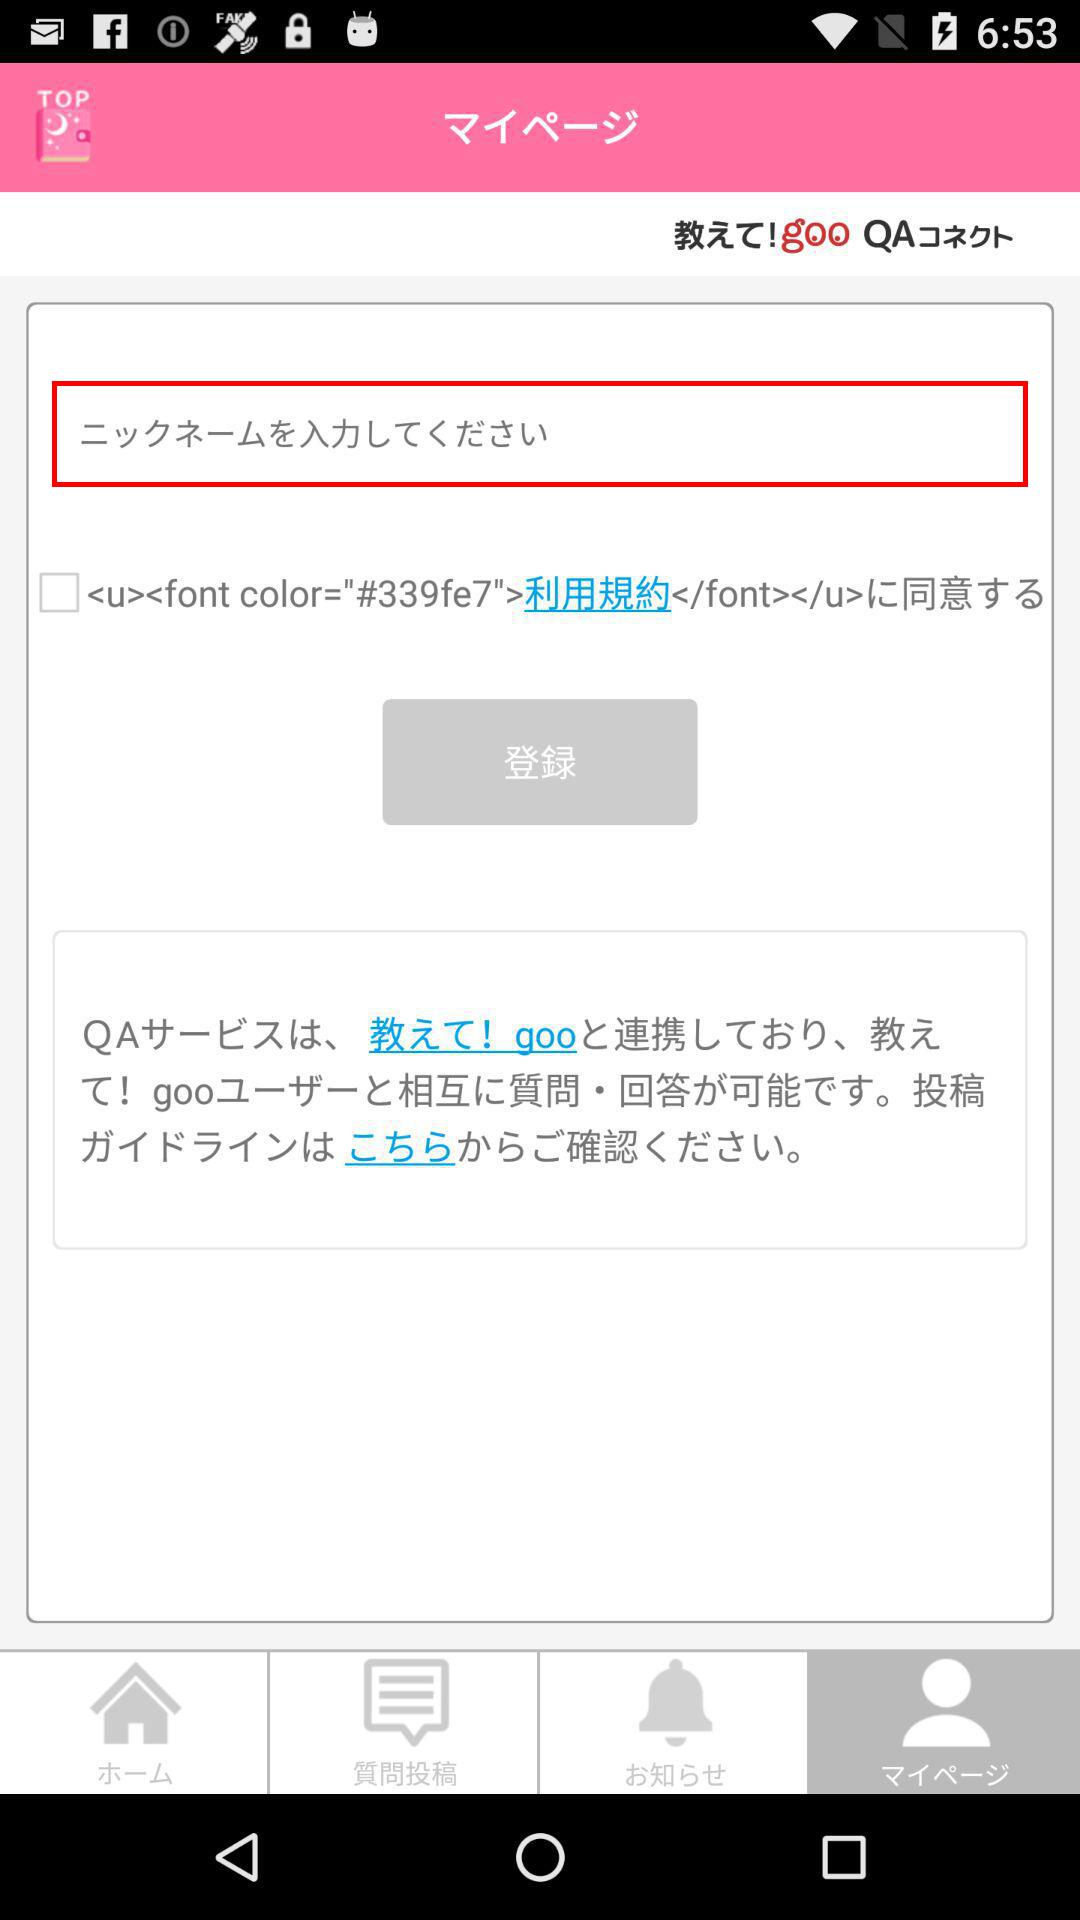 FAKE
6:53
TOP
マイページ
教えて!goo QAコネクト
ニックネームを入力してください
<u><font color="#339fe7">利用規約</font></u>に同意する
登録
QAサービスは、 教えて！gooと連携しており、教え
て！gooユーザーと相互に質問・回答が可能です。投稿
ガイドラインは こちらからご確認ください。
ホーム
質問投稿
お知らせ
マイページ